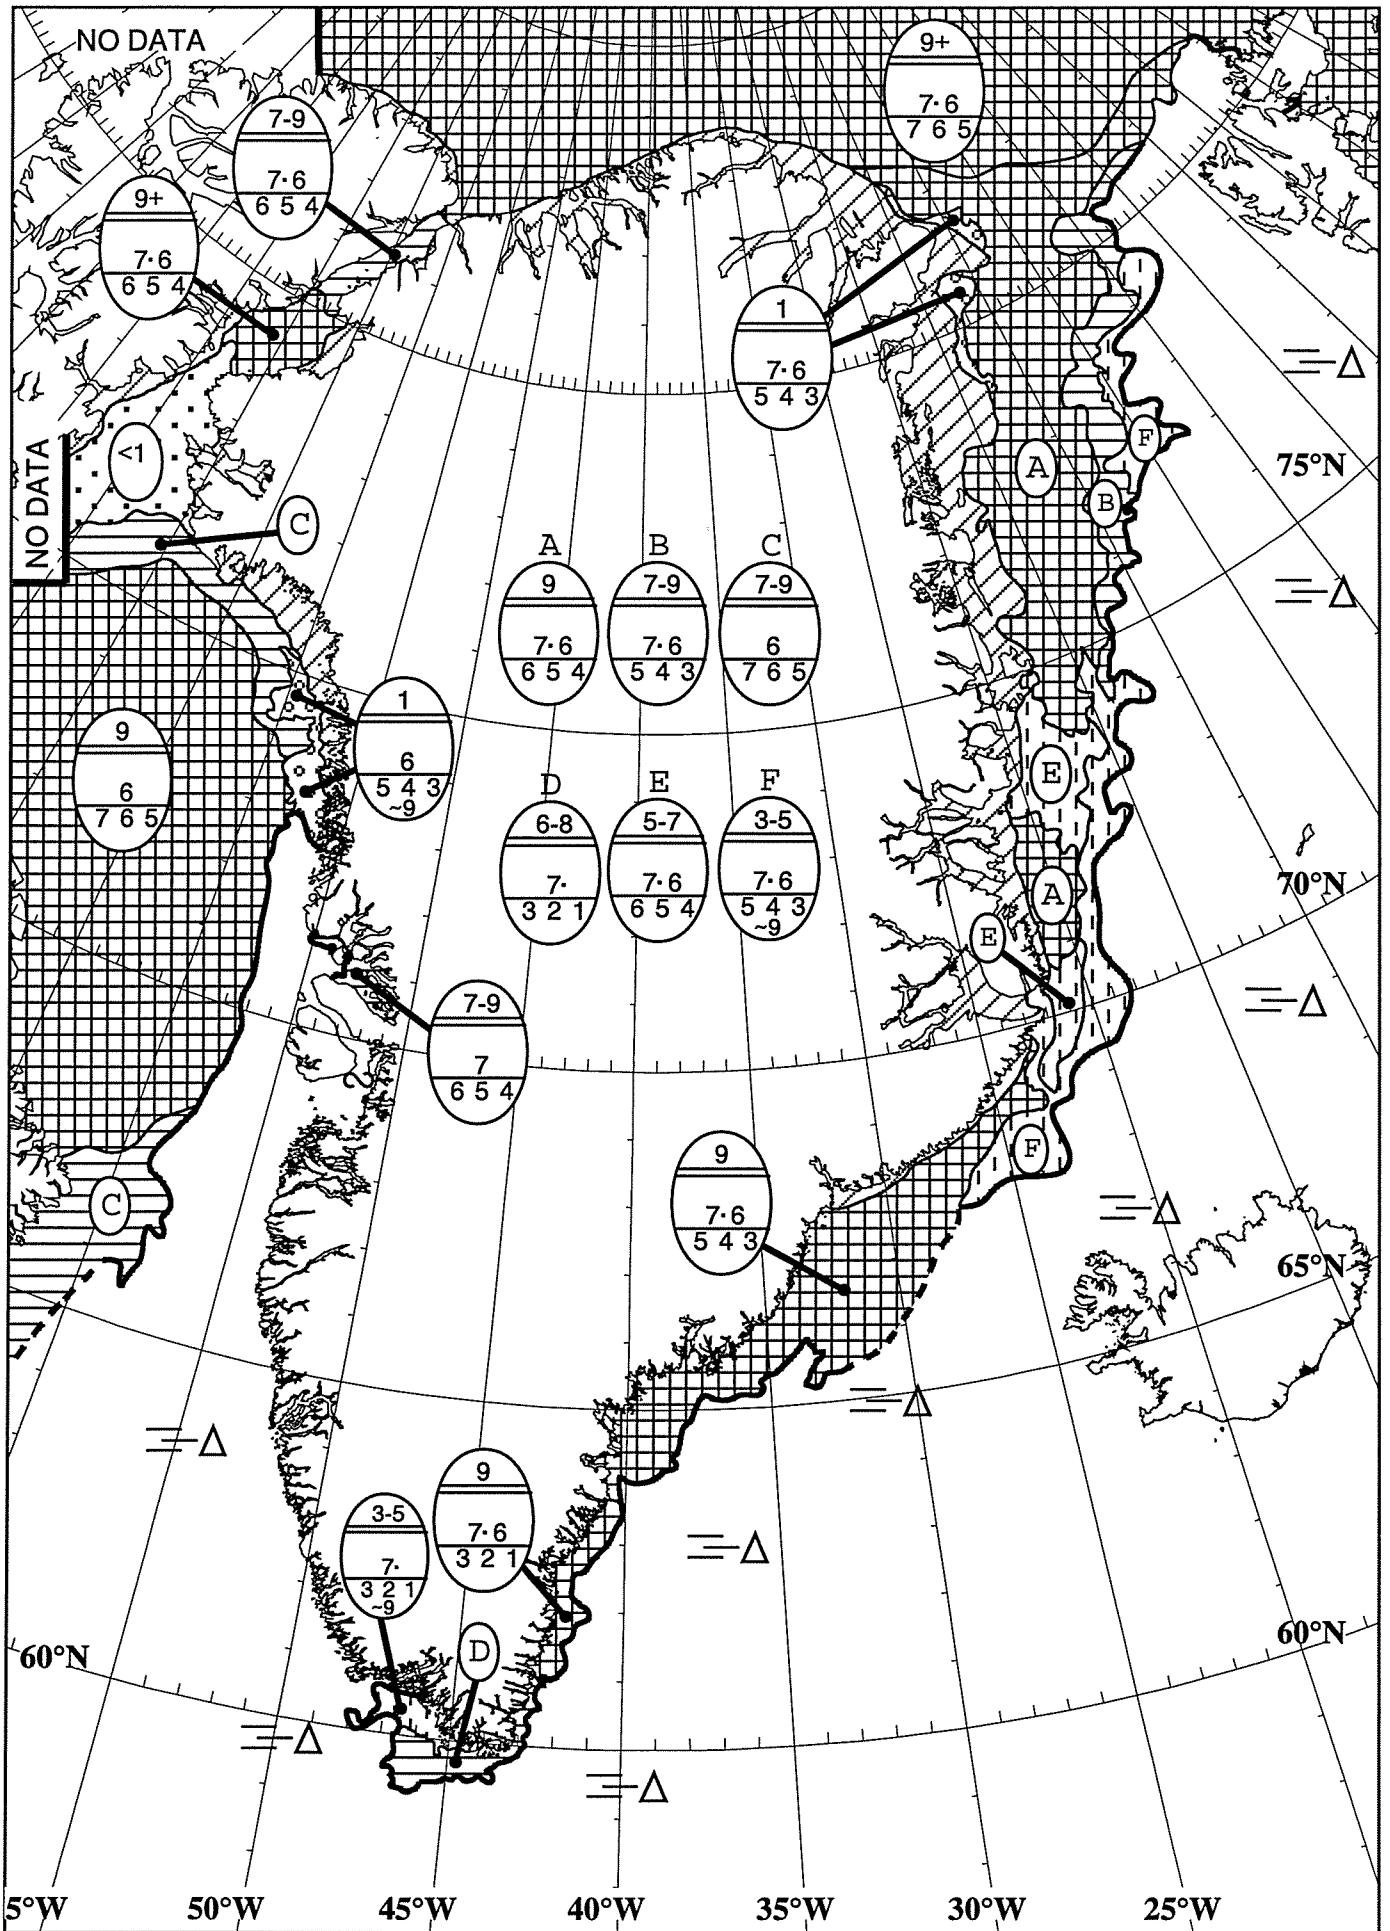 NO DATA
9+
7·6
7 6 5
7-9
7·6
6 5 4
9+
7·6
6 5 4
1
7·6
5 4 3
<1
NO DATA
C
F
A
B
75°N
A
9
7·6
6 5 4
B
7-9
7·6
5 4 3
C
7-9
6
7 6 5
1
6
5 4 3
~9
9
6
7 6 5
D
6-8
7·
3 2 1
E
5-7
7·6
6 5 4
F
3-5
7·6
5 4 3
~9
E
A
E
70°N
7-9
7
6 5 4
F
9
7·6
5 4 3
C
65°N
9
7·6
3 2 1
3-5
7·
3 2 1
~9
D
60°N
60°N
5°W
50°W
45°W
40°W
35°W
30°W
25°W